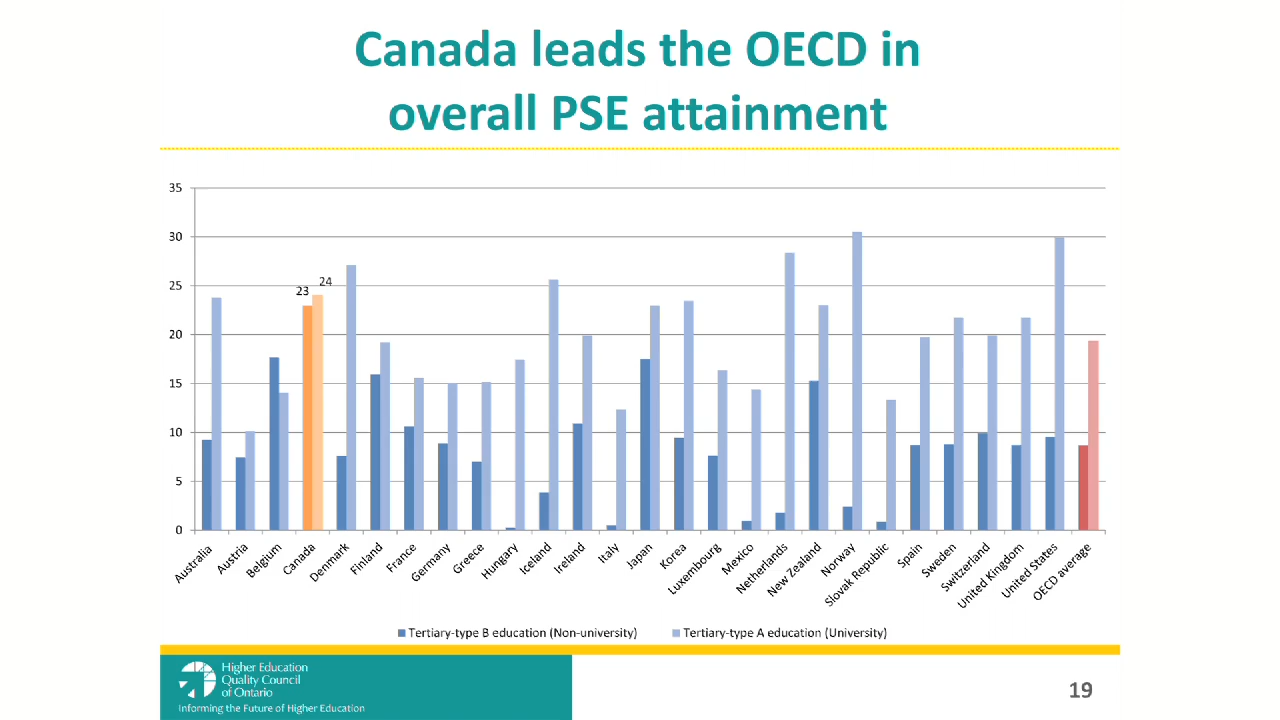 Canada leads the OECD in
overall PSE attainment
35
30
25
20
15
10
5
0
23
24
Australia
Austria
Belgium
Canada
Denmark
Finland
France
Germany
Greece
Hungary
Iceland
Ireland
Italy
Japan
Korea
Luxembourg
Mexico
Netherlands
New Zealand
Norway
Slovak Republic
Spain
Sweden
Switzerland
United Kingdom
United States
OECD average
Tertiary-type B education (Non-university)
Tertiary-type A education (University)
Higher Education
Quality Council
of Ontario
Informing the Future of Higher Education
19